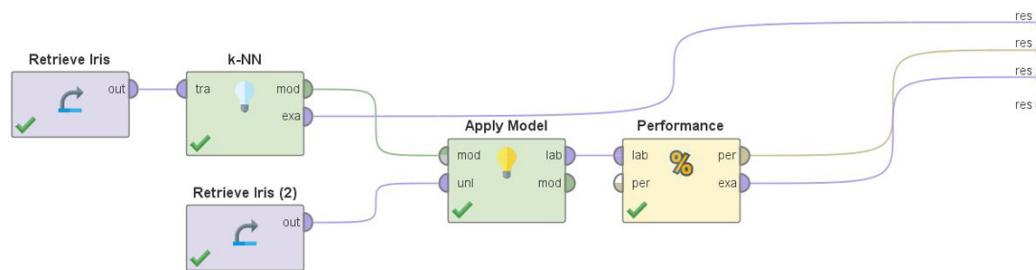 res
Retrieve Iris
k-NN
res
out
tra
mod
exa
res
res
Apply Model
Performance
mod
lab
lab
per
unl
mod
per
%
exa
Retrieve Iris (2)
out